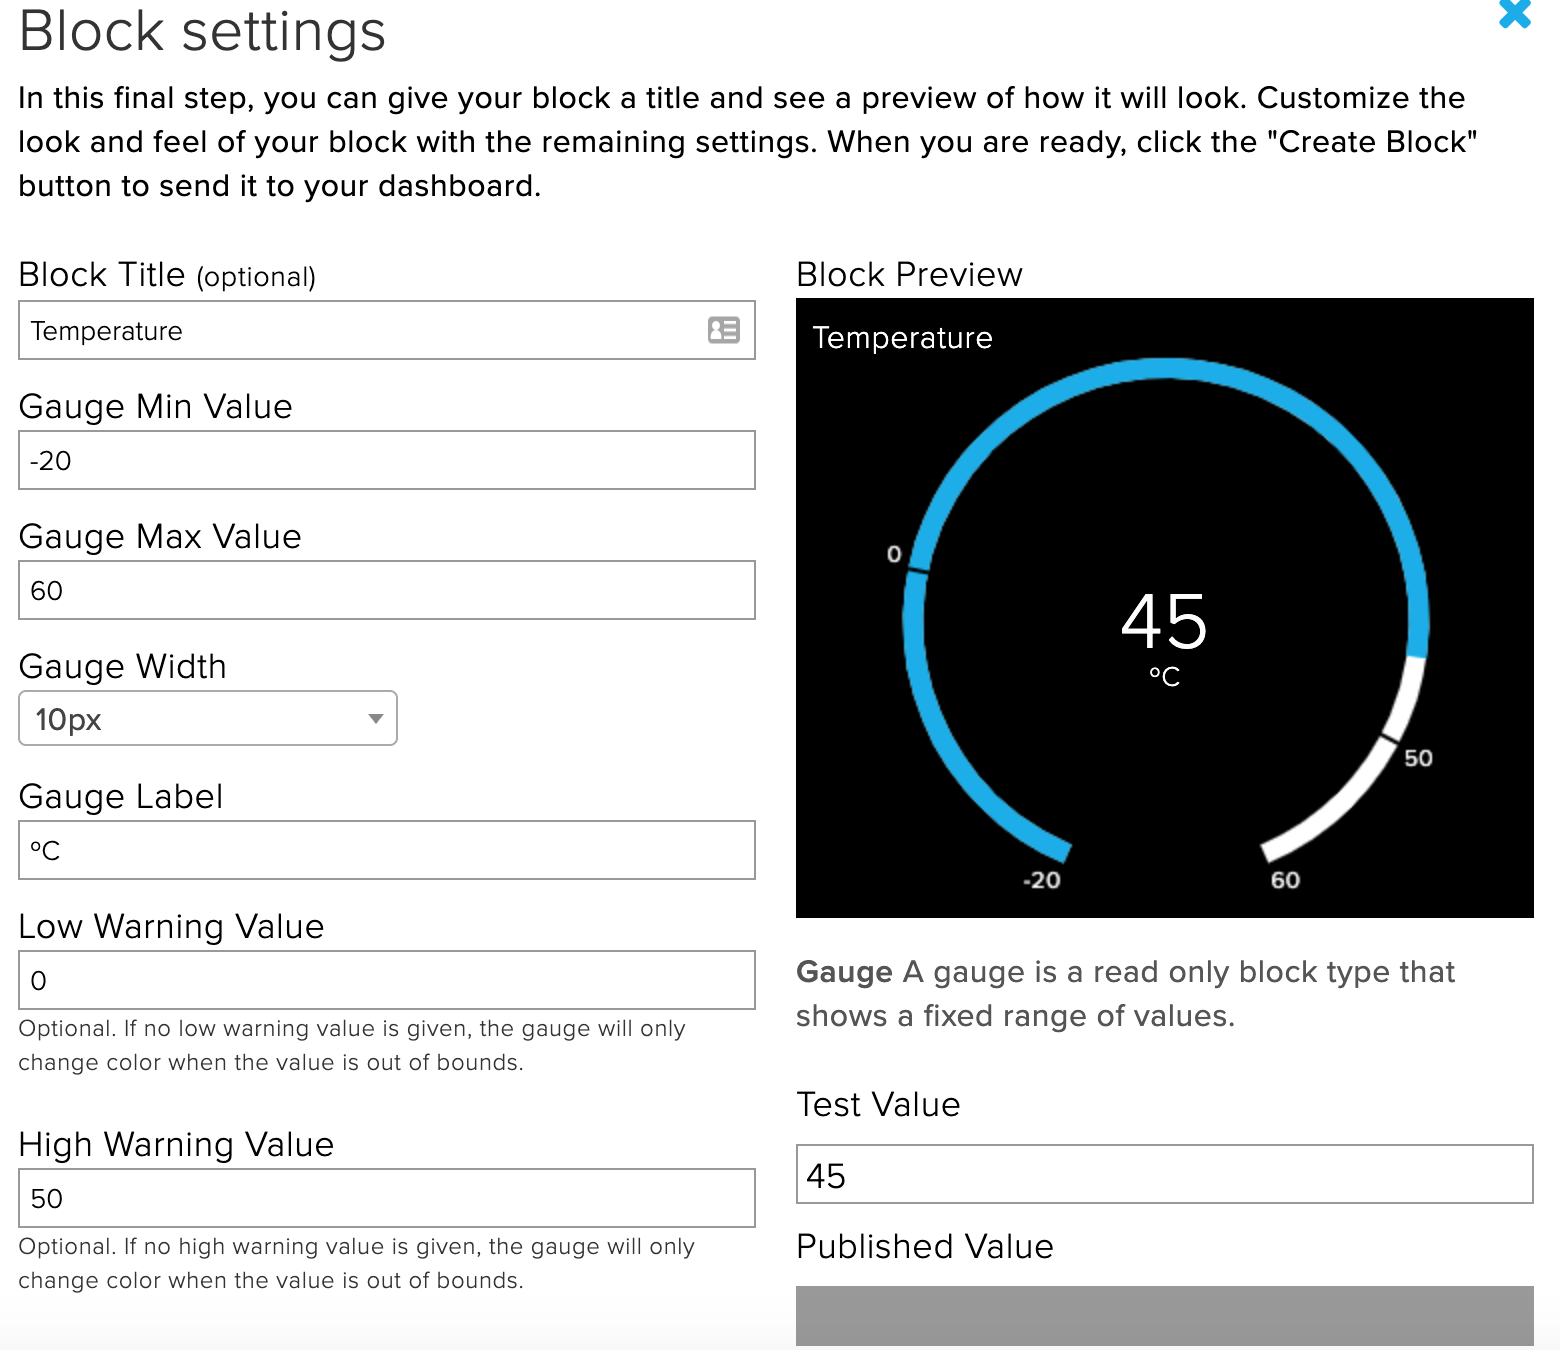 Block settings
In this final step, you can give your block a title and see a preview of how it will look. Customize the
look and feel of your block with the remaining settings. When you are ready, click the "Create Block"
button to send it to your dashboard.
Block Title (optional)
Temperature
Gauge Min Value
-20
Gauge Max Value
60
Gauge Width
10px
Gauge Label
ºC
Low Warning Value
0
Optional. If no low warning value is given, the gauge will only
change color when the value is out of bounds.
High Warning Value
50
Optional. If no high warning value is given, the gauge will only
change color when the value is out of bounds.
Block Preview
Temperature
0
45
ºC
50
-20
60
Gauge A gauge is a read only block type that
shows a fixed range of values.
Test Value
45
Published Value